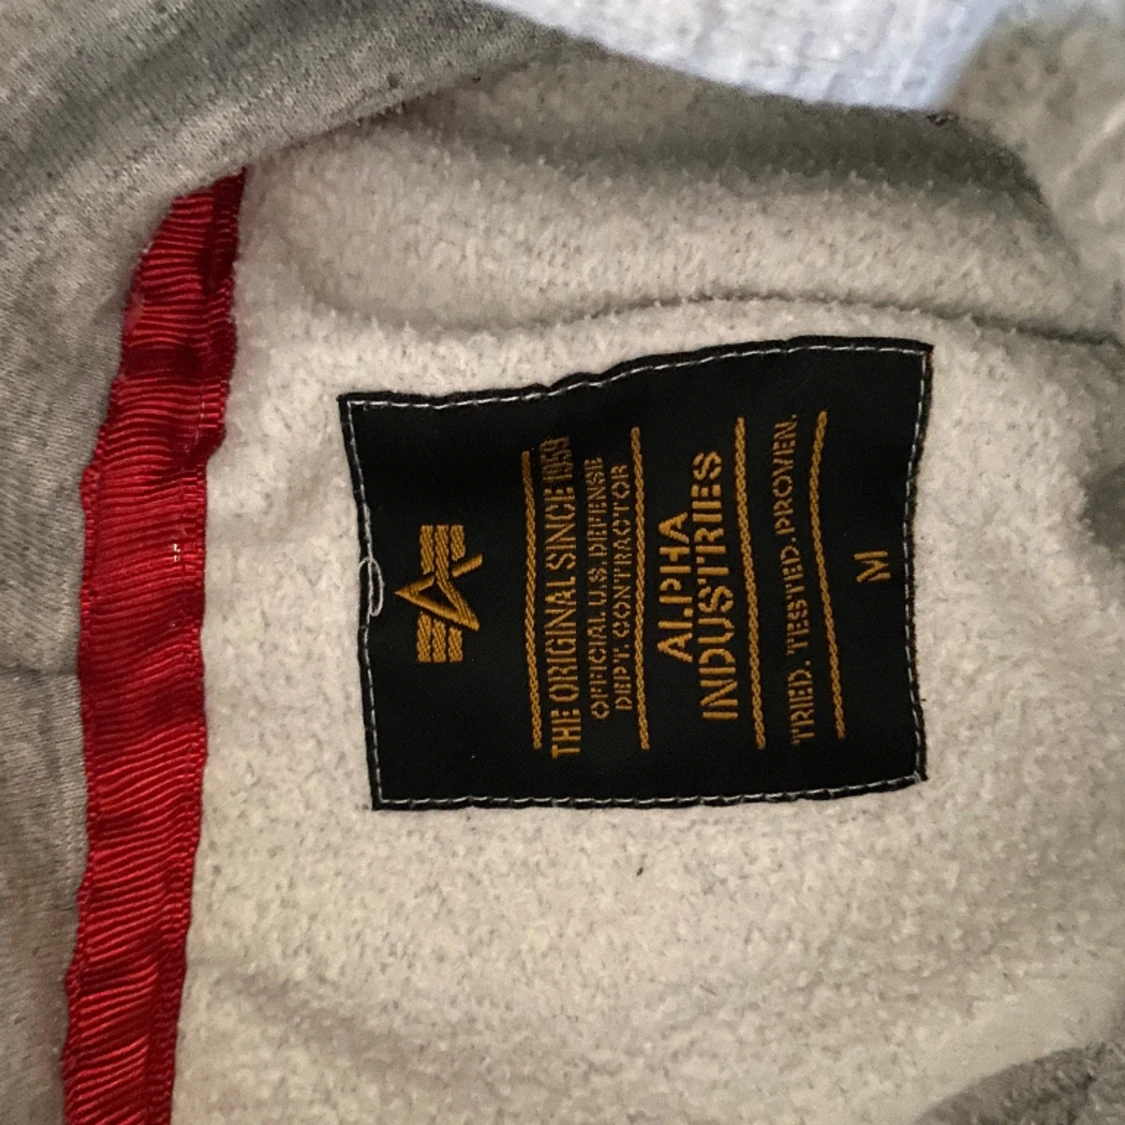 THE ORIGINAL SINCE 1959
OFFICIAL U.S. DEFENSE
DEPT. CONTRACTOR
ALPHA
INDUSTRIES
TRIED. TESTED. PROVEN.
M